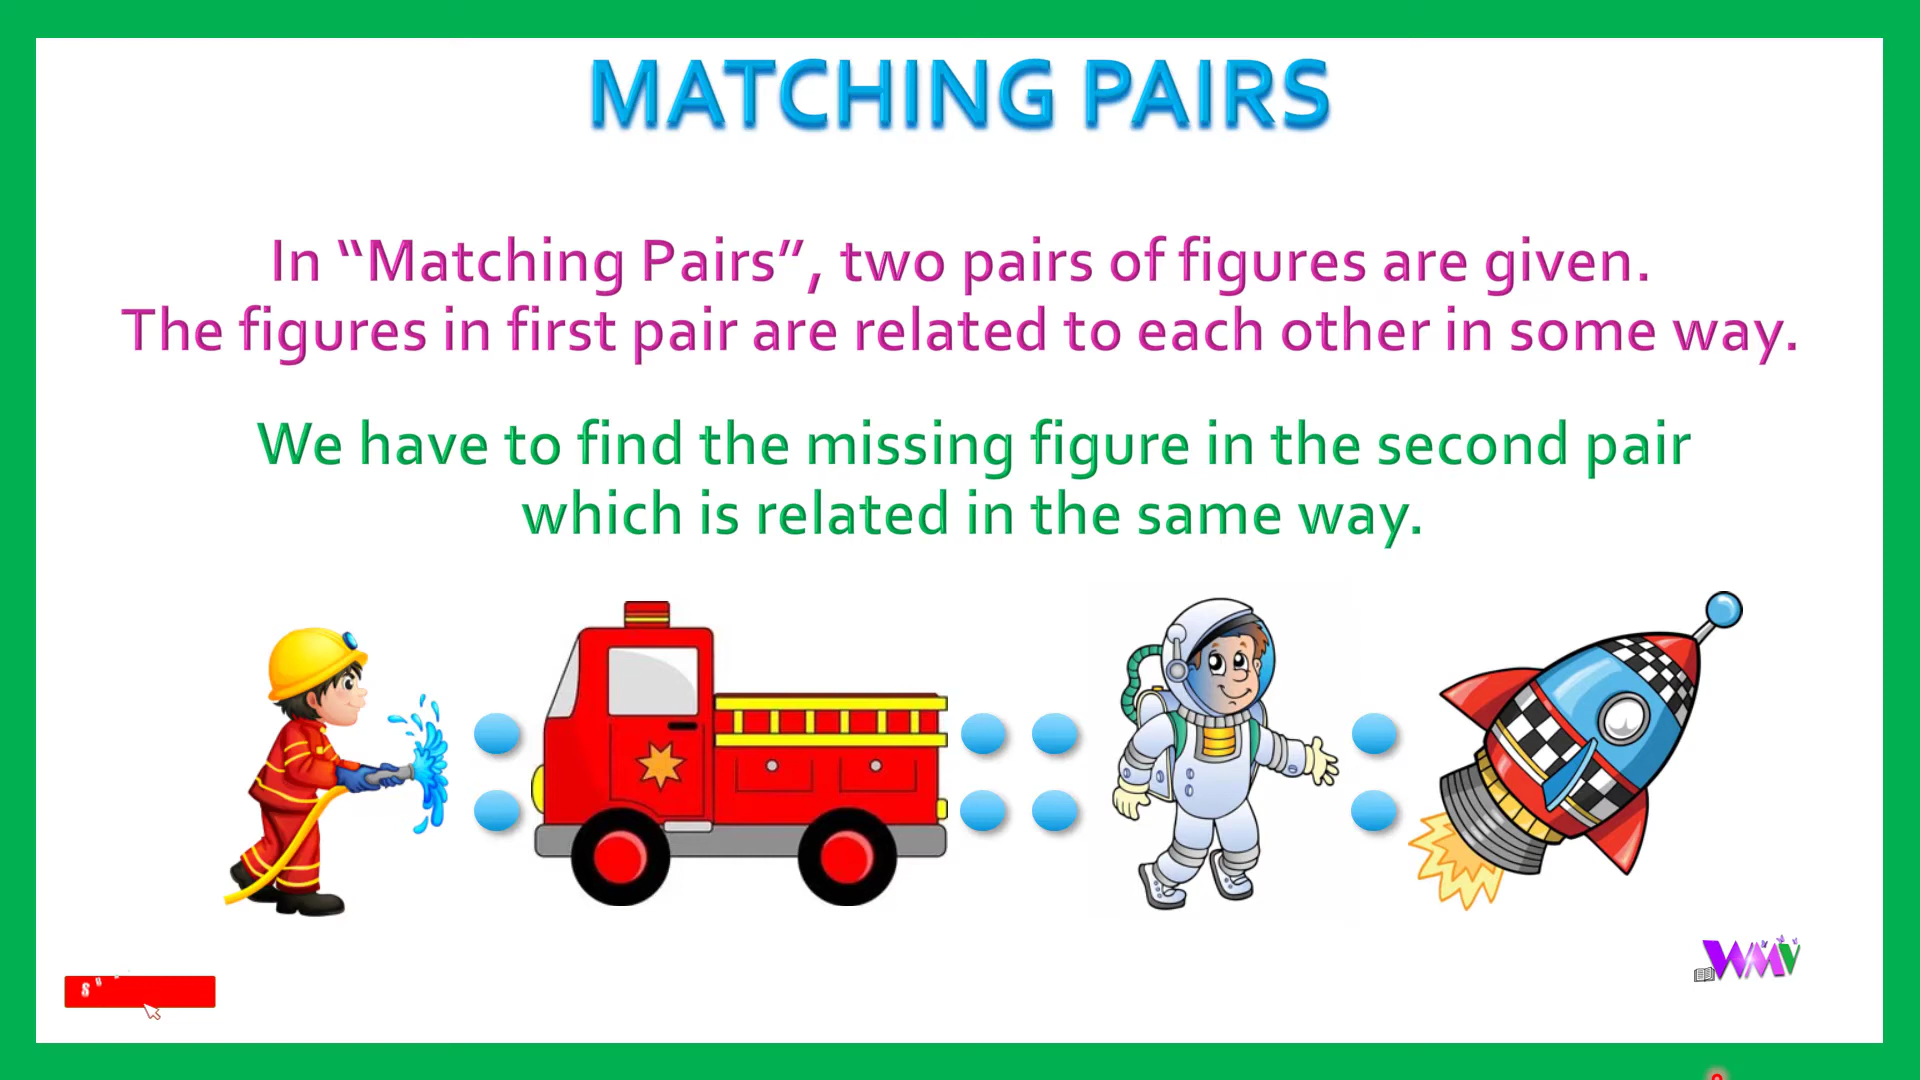 MATCHING PAIRS
In “Matching Pairs”, two pairs of figures are given.
The figures in first pair are related to each other in some way.
We have to find the missing figure in the second pair
which is related in the same way.
WMV